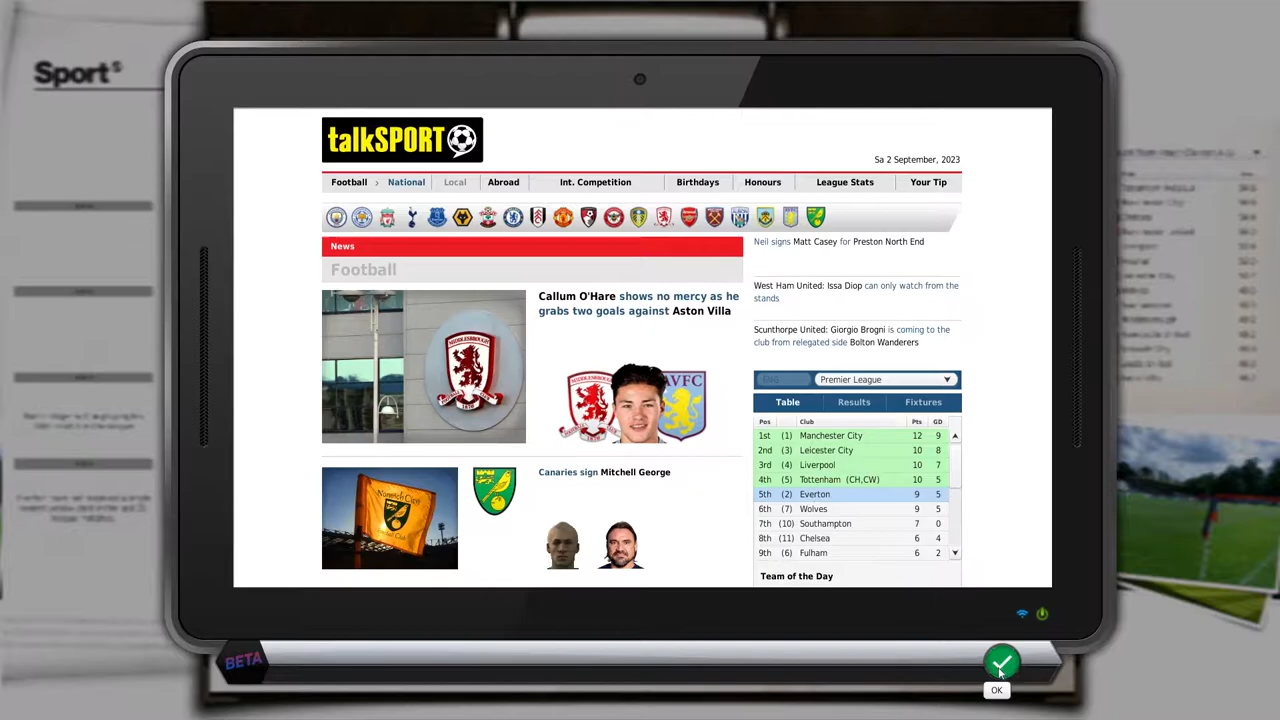 Sport s
talkSPORT
Sa 2 September, 2023
Football > National Local Abroad Int. Competition Birthdays Honours League Stats Your Tip
News
Football
Callum O'Hare shows no mercy as he
grabs two goals against Aston Villa
MIDDLESBROUGH
1876
AVFC
Norwich City
Canaries sign Mitchell George
Neil signs Matt Casey for Preston North End
West Ham United: Issa Diop can only watch from the
stands
Scunthorpe United: Giorgio Brogni is coming to the
club from relegated side Bolton Wanderers
ENG Premier League
Table Results Fixtures
Pos Club Pts GD
1st (1) Manchester City 12 9
2nd (3) Leicester City 10 8
3rd (4) Liverpool 10 7
4th (5) Tottenham (CH,CW) 10 5
5th (2) Everton 9 5
6th (7) Wolves 9 5
7th (10) Southampton 7 0
8th (11) Chelsea 6 4
9th (6) Fulham 6 2
Team of the Day
BETA
OK